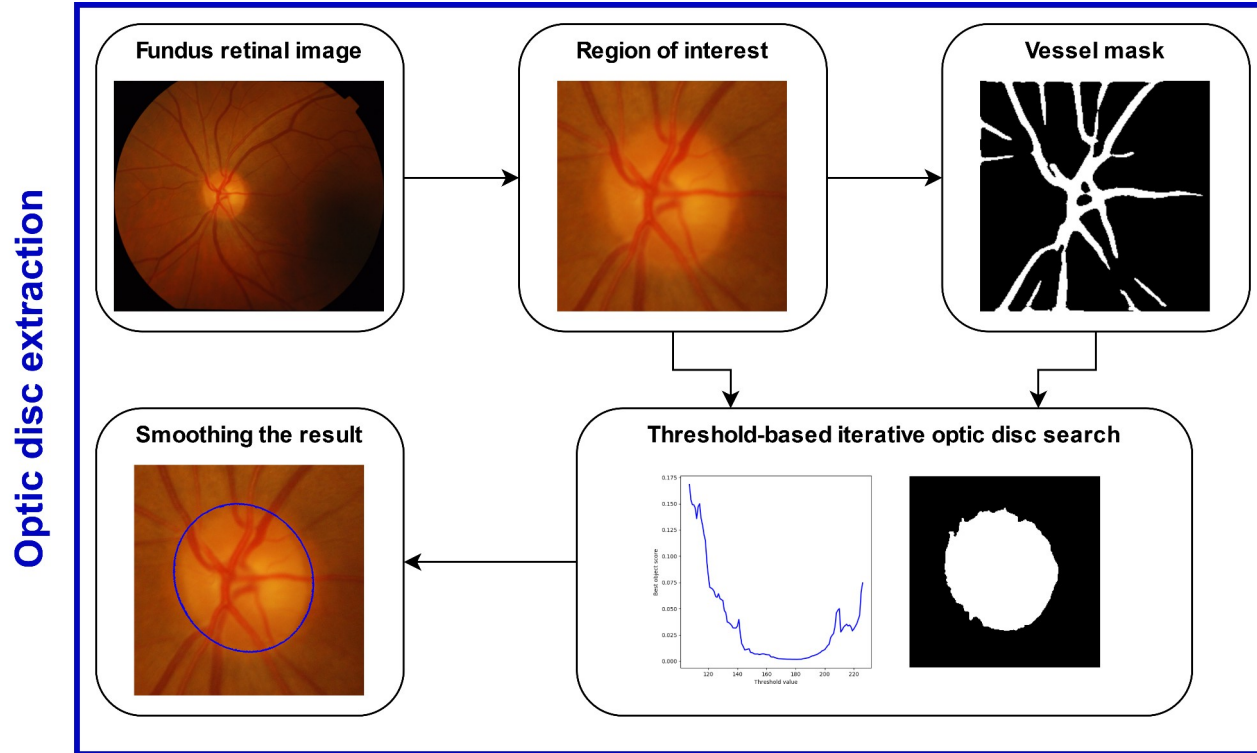 Optic disc extraction
Fundus retinal image
Region of interest
Vessel mask
Smoothing the result
Threshold-based iterative optic disc search
0.175
0.150
0.125
0.100
0.075
0.050
0.025
0.000
Best object score
120 140 160 180 200 220
Threshold value